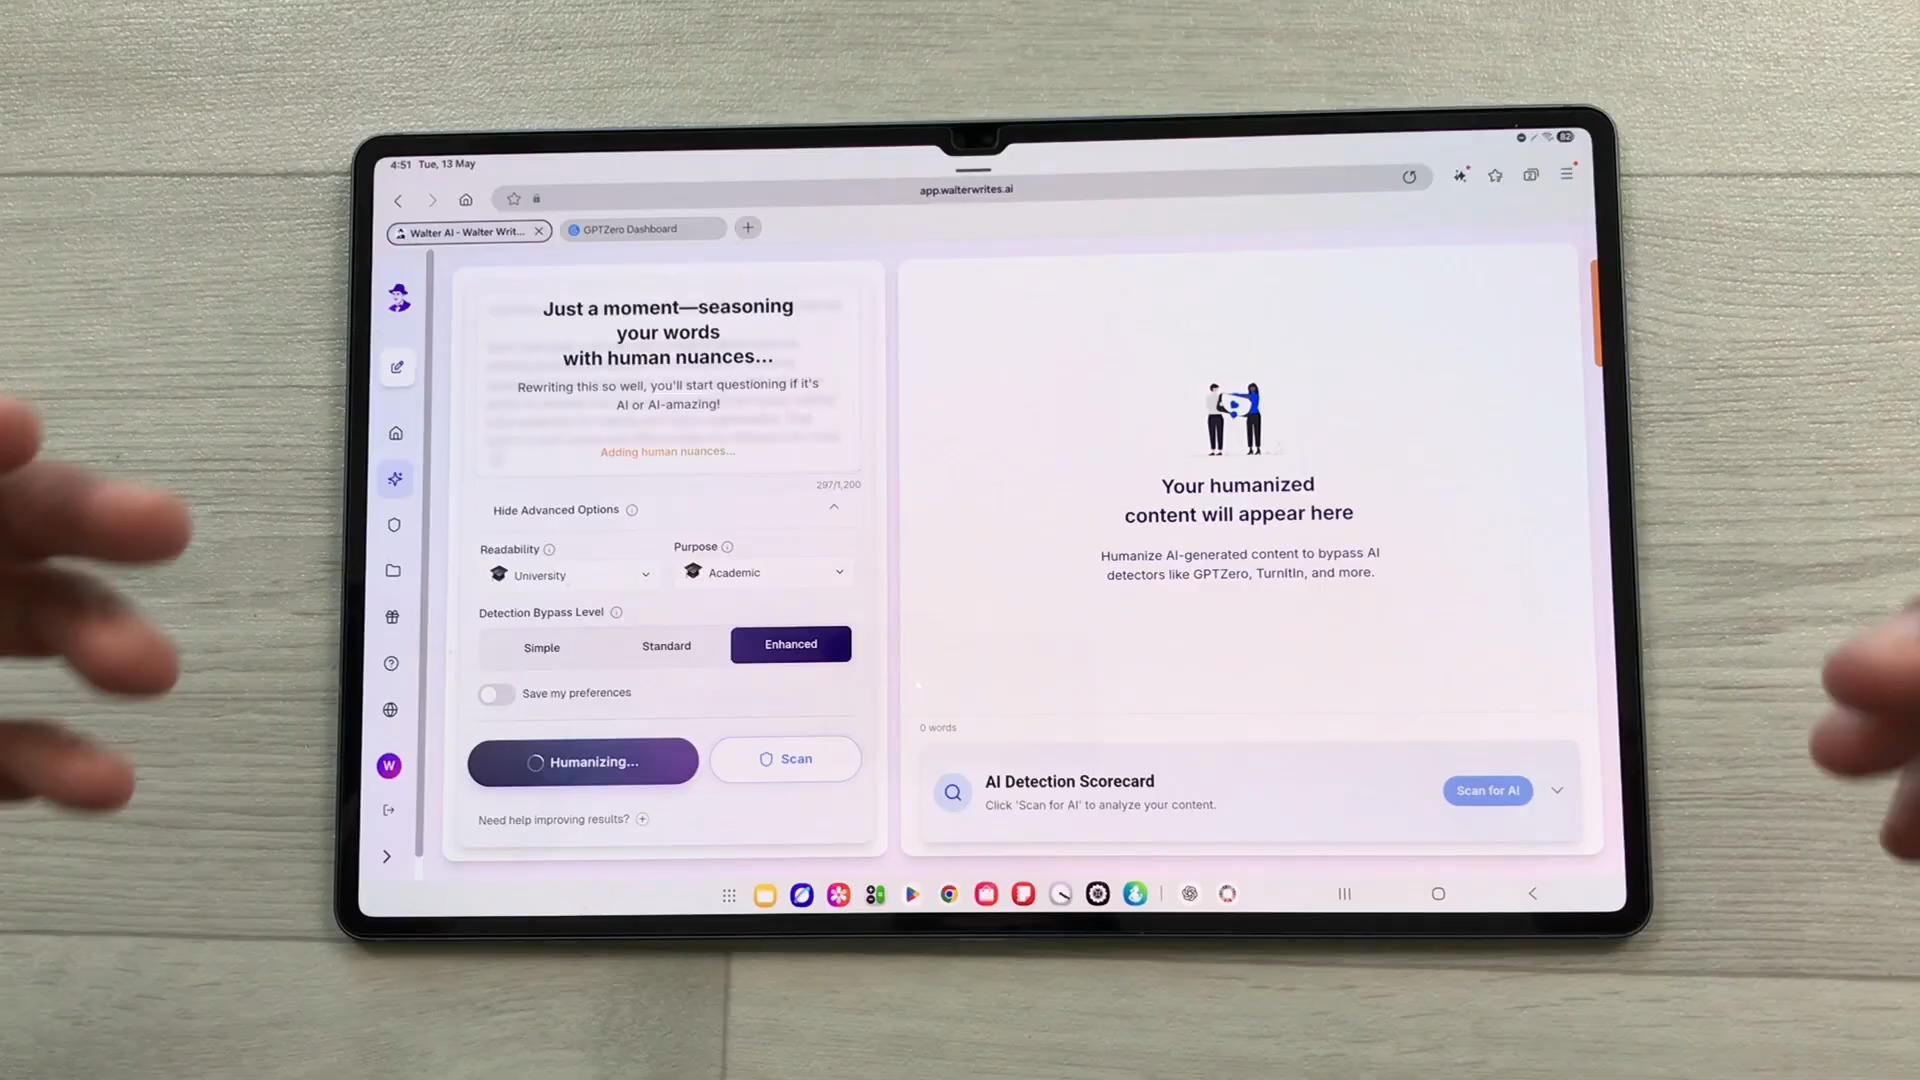 4:51 Tue, 13 May
82
app.walterwrites.ai
2
Walter AI - Walter Writ...
GPTZero Dashboard
Just a moment—seasoning
your words
with human nuances...
Rewriting this so well, you'll start questioning if it's
AI or AI-amazing!
Adding human nuances...
297/1,200
Hide Advanced Options
Readability
Purpose
University
Academic
Detection Bypass Level
Simple
Standard
Enhanced
Save my preferences
Humanizing...
Scan
Need help improving results?
W
Your humanized
content will appear here
Humanize AI-generated content to bypass AI
detectors like GPTZero, TurnItIn, and more.
0 words
AI Detection Scorecard
Click 'Scan for AI' to analyze your content.
Scan for AI